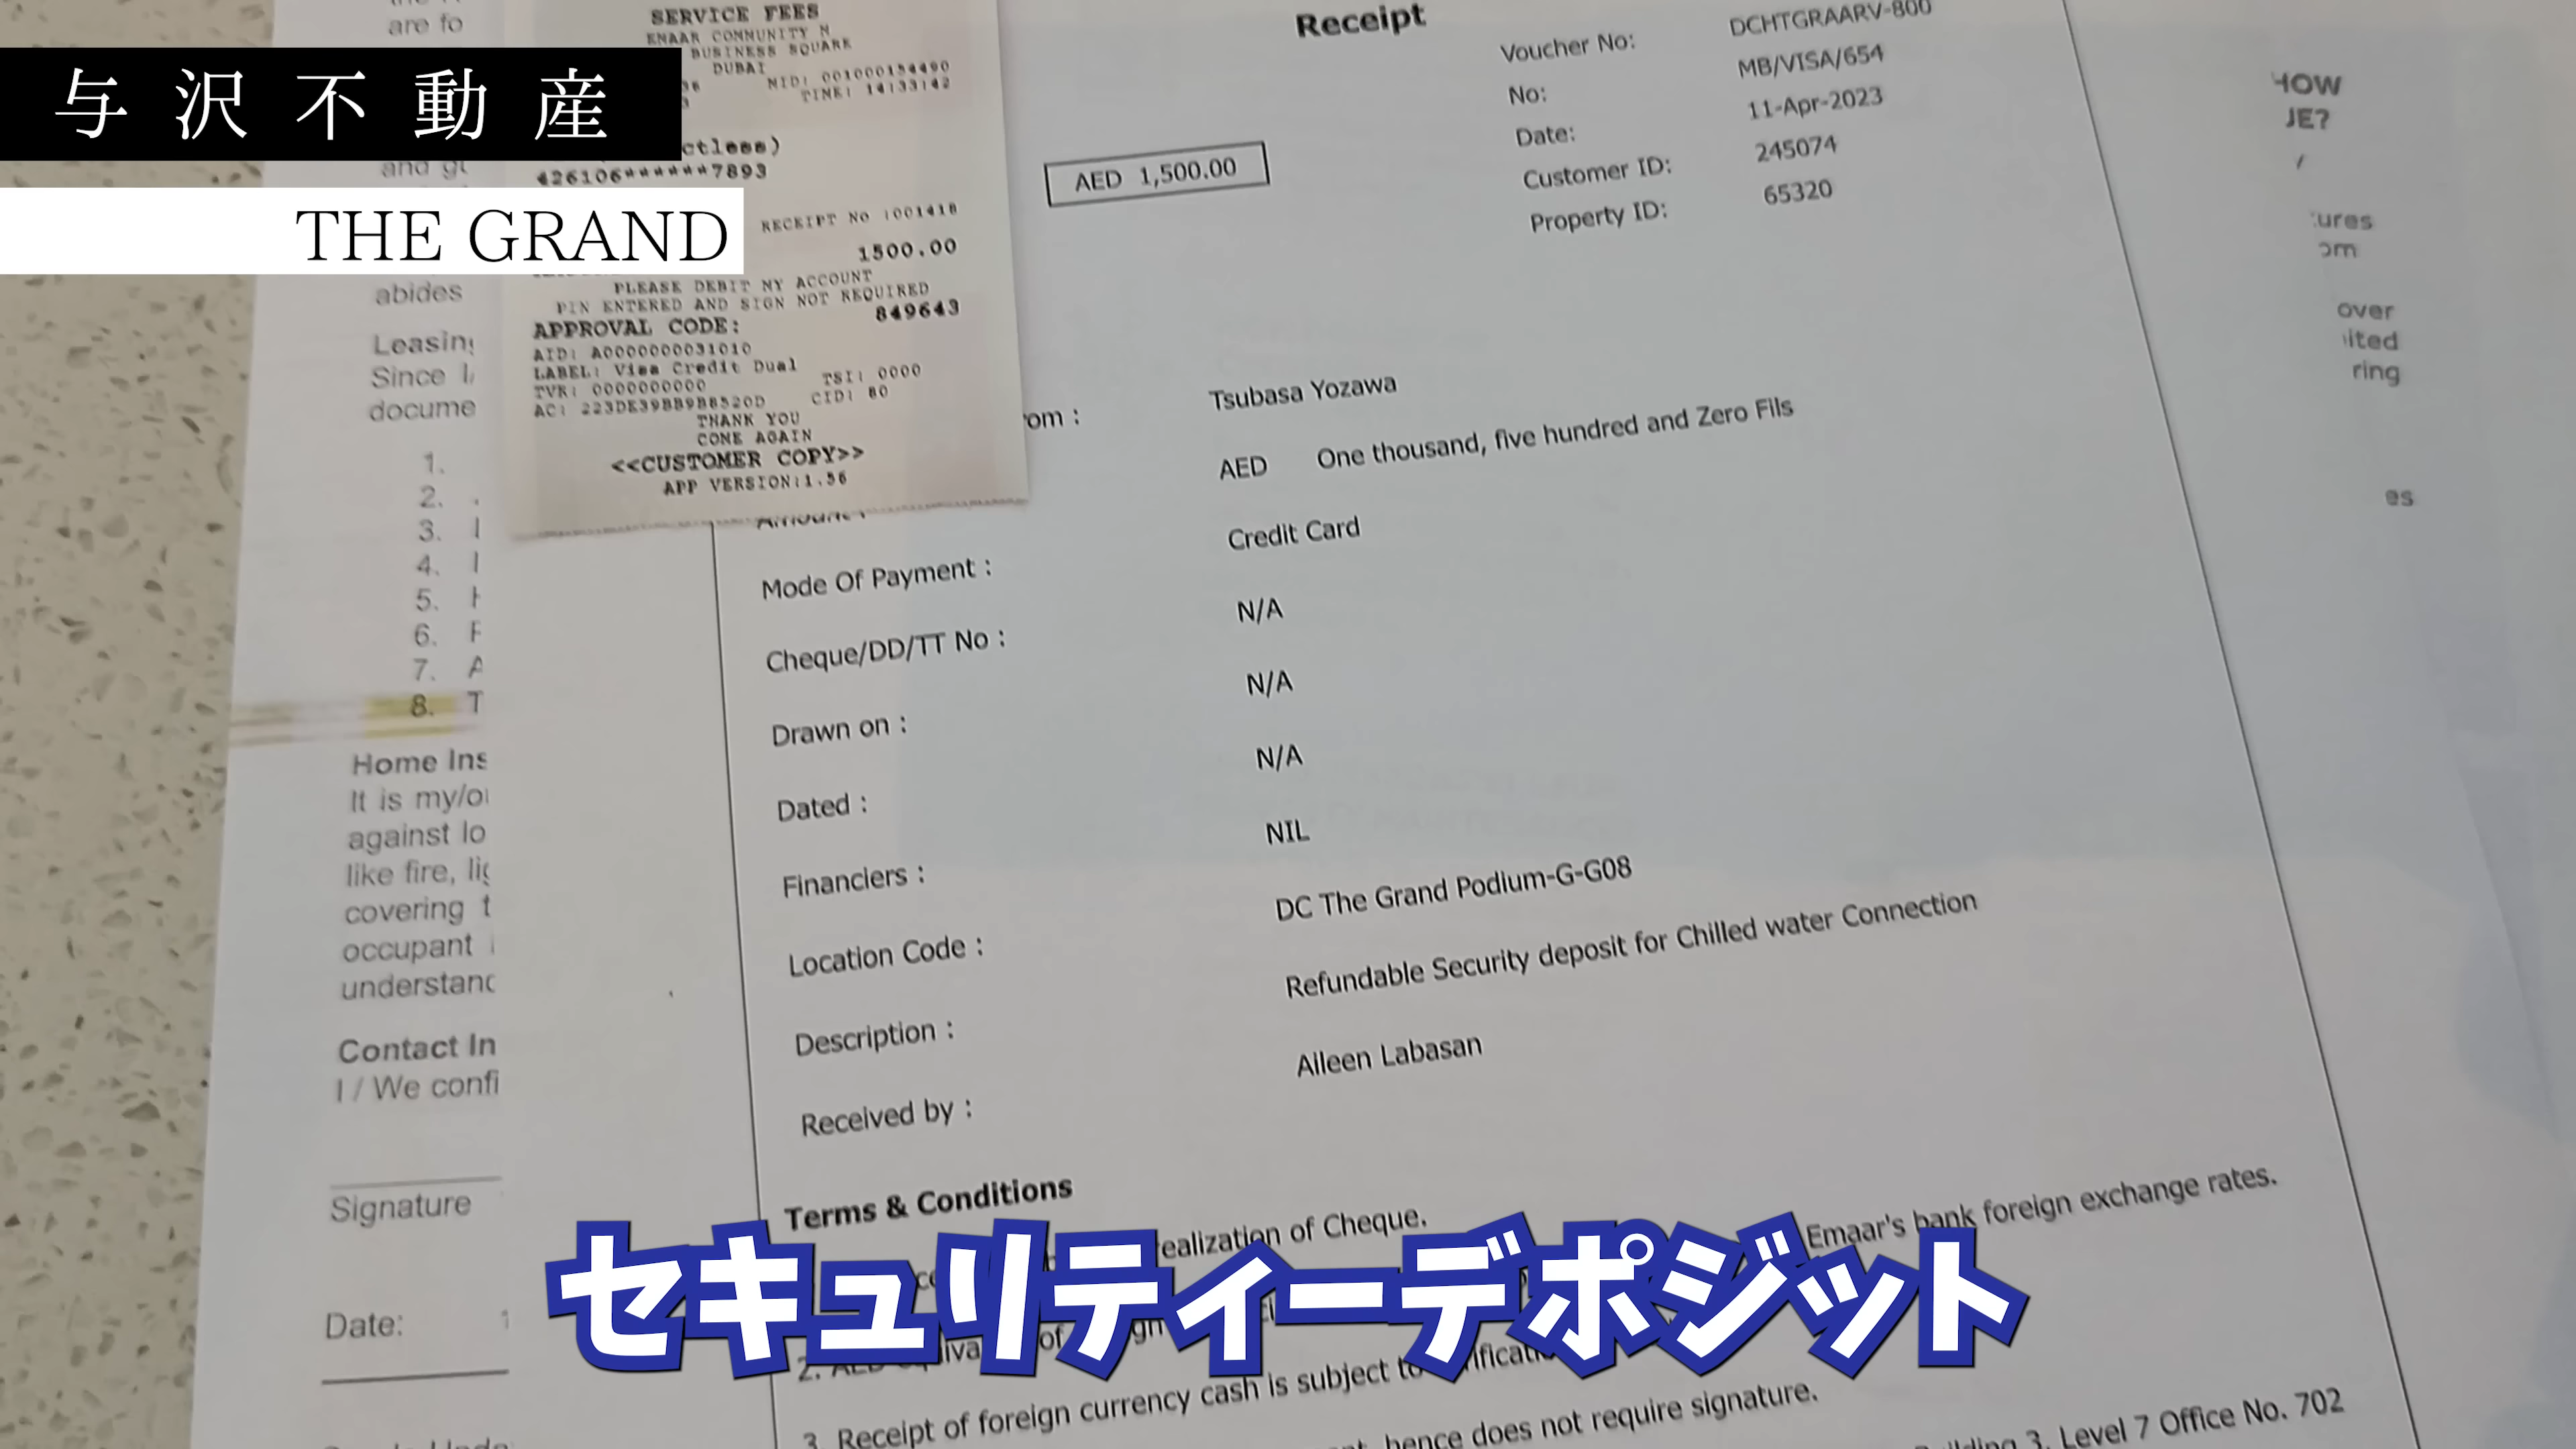 与沢不動産
THE GRAND
SERVICE FEES
EMAAR COMMUNITY M
BUSINESS SQUARE
DUBAI
MID: 001000154490
TIME: 14:33:42
426106******7893
RECEIPT No :001418
1500.00
PLEASE DEBIT MY ACCOUNT
PIN ENTERED AND SIGN NOT REQUIRED
APPROVAL CODE: 849643
AID: A0000000031010
LABEL: Visa Credit Dual
TVR: 0000000000 TSI: 0000
AC: 223DE39BB9B8520D CID: 80
THANK YOU
COME AGAIN
<<CUSTOMER COPY>>
APP VERSION:1.56
Receipt
AED 1,500.00
Voucher No: DCHTGRAARV-800
No: MB/VISA/654
Date: 11-Apr-2023
Customer ID: 245074
Property ID: 65320
om : Tsubasa Yozawa
AED One thousand, five hundred and Zero Fils
Mode Of Payment : Credit Card
Cheque/DD/TT No : N/A
Drawn on : N/A
Dated : N/A
Financiers : NIL
Location Code : DC The Grand Podium-G-G08
Description : Refundable Security deposit for Chilled water Connection
Received by : Aileen Labasan
Terms & Conditions
ealization of Cheque.
Emaar's bank foreign exchange rates.
3. Receipt of foreign currency cash is subject to
hence does not require signature.
3, Level 7 Office No. 702
are fo
and
abides
Leasin
Since
docume
1.
2.
3.
4.
5.
6.
7.
8.
Home Ins
It is my/o
against lo
like fire,
covering
occupant
understand
Contact In
I / We confi
Signature
Date:
HOW
ures
om
over
ited
ring
es
セキュリティーデポジット